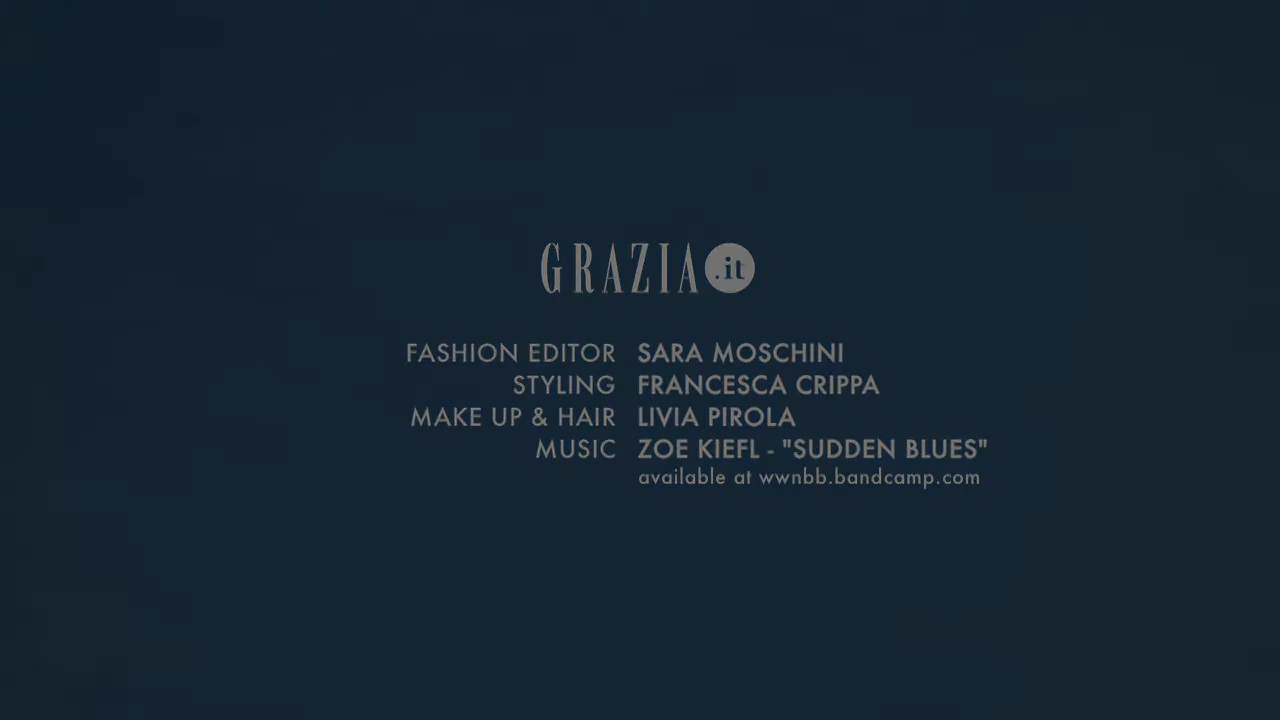 GRAZIA.it
FASHION EDITOR SARA MOSCHINI
STYLING FRANCESCA CRIPPA
MAKE UP & HAIR LIVIA PIROLA
MUSIC ZOE KIEFL - "SUDDEN BLUES"
available at wwnbb.bandcamp.com